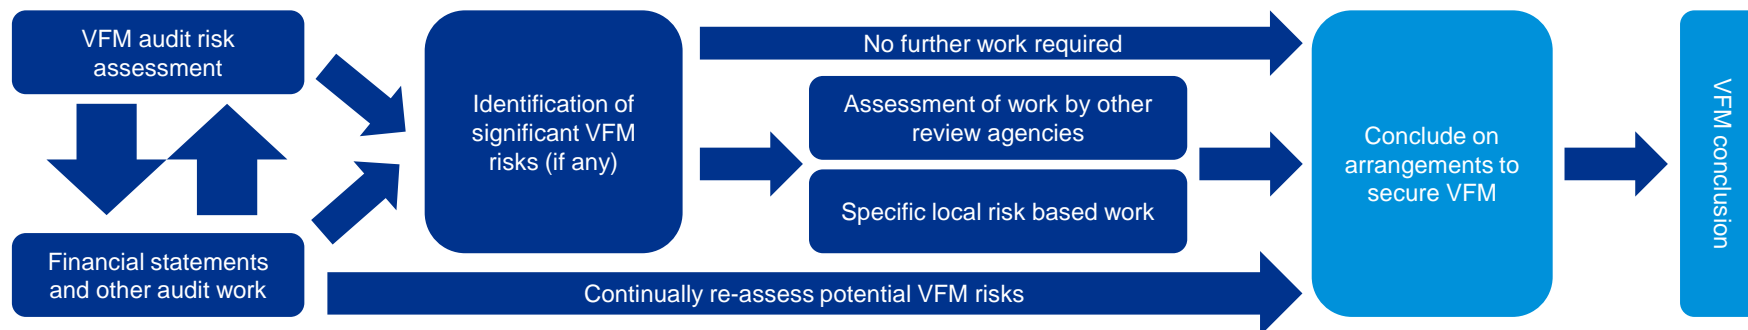 VFM audit risk
assessment
Financial statements
and other audit work
Identification of
significant VFM
risks (if any)
No further work required
Assessment of work by other
review agencies
Specific local risk based work
Continually re-assess potential VFM risks
Conclude on
arrangements to
secure VFM
VFM conclusion